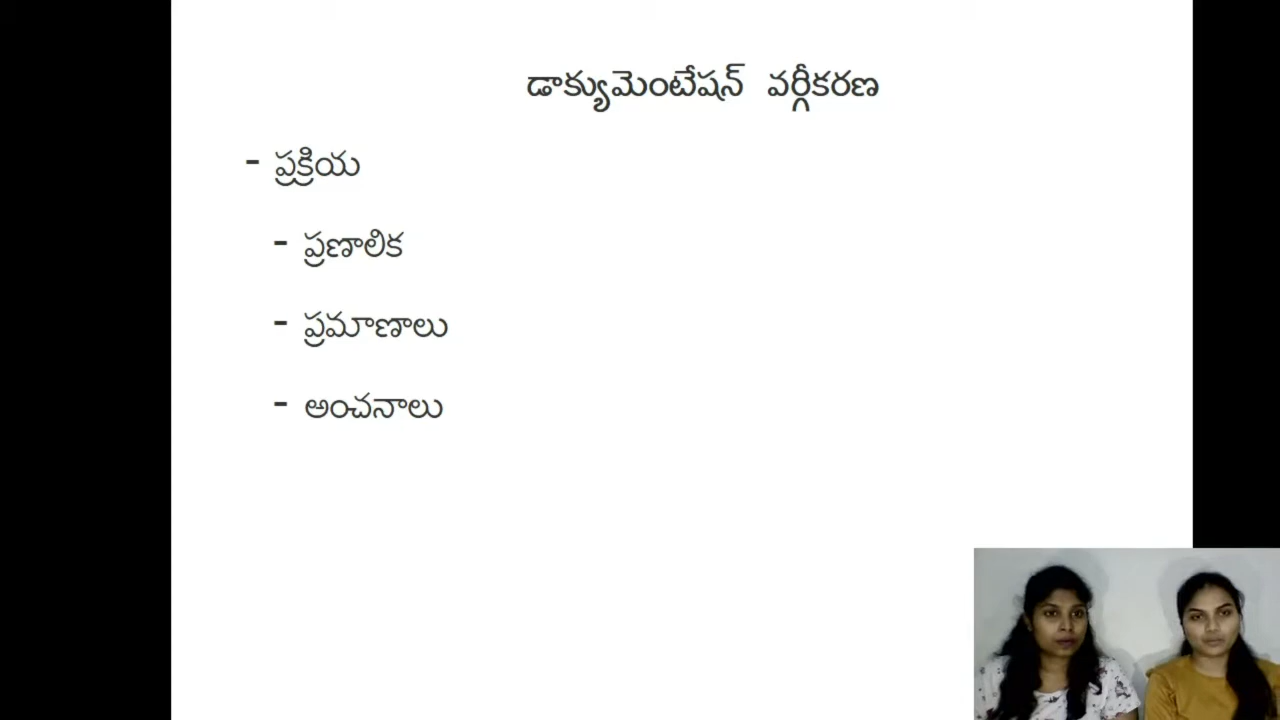 డాక్యుమెంటేషన్ వర్గీకరణ
- ప్రక్రియ
- ప్రణాలిక
- ప్రమాణాలు
- అంచనాలు